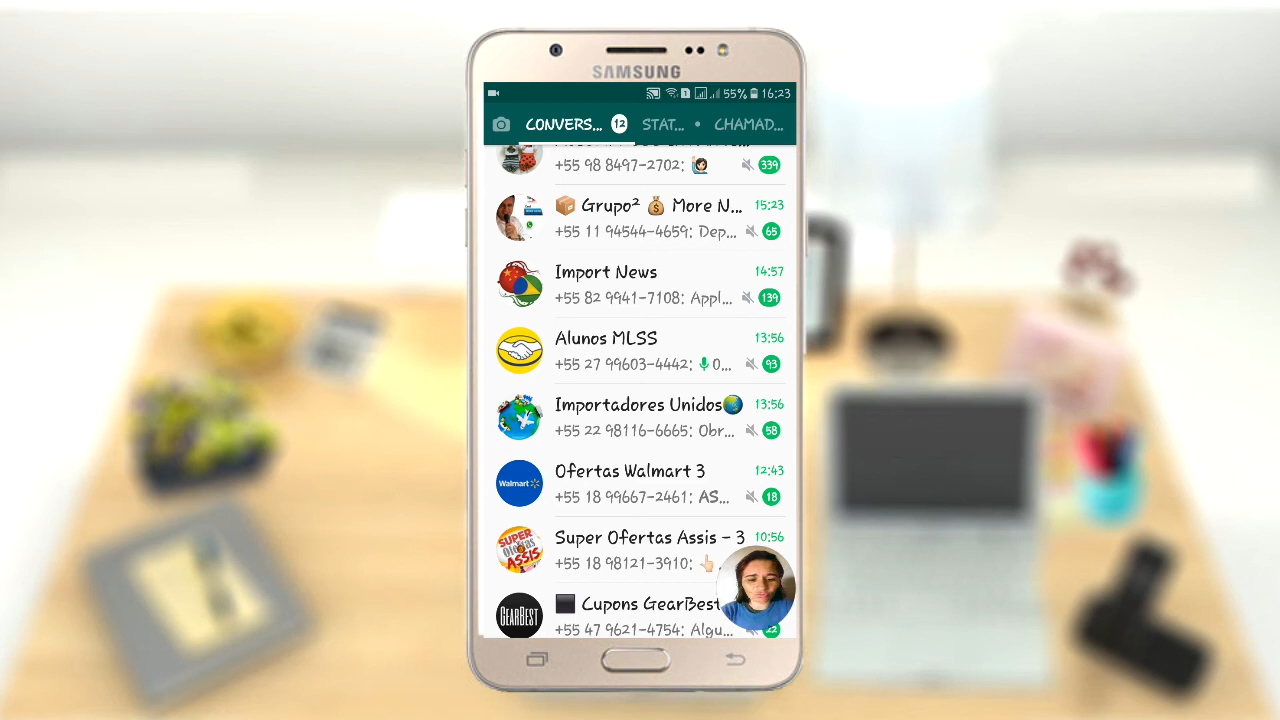 SAMSUNG
55% 16:23
CONVERS... 12 STAT... • CHAMAD...
+55 98 8497-2702: 🙋🏻 339
📦 Grupo² 💰 More N... 15:23
+55 11 94544-4659: Dep... 65
Import News 14:57
+55 82 9941-7108: Appl... 139
Alunos MLSS 13:56
+55 27 99603-4442: 🎤0... 93
Importadores Unidos🌏 13:56
+55 22 98116-6665: Obr... 58
Walmart
Ofertas Walmart 3 12:43
+55 18 99667-2461: AS... 18
SUPER
Ofertas
ASSIS
Super Ofertas Assis - 3 10:56
+55 18 98121-3910: 👆🏻
GEARBEST
⬛ Cupons GearBest
+55 47 9621-4754: Algu... 22